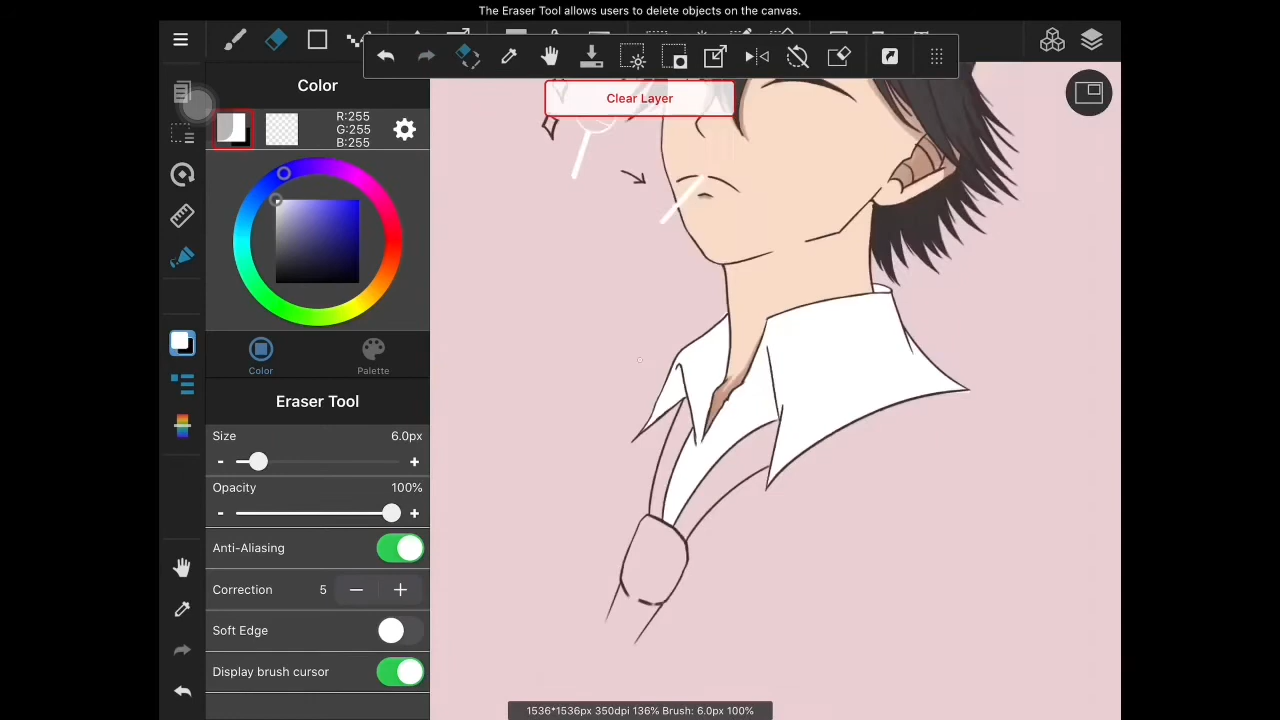 The Eraser Tool allows users to delete objects on the canvas.
Color
Clear Layer
R:255
G:255
B:255
Color
Palette
Eraser Tool
Size
6.0px
-
+
Opacity
100%
-
+
Anti-Aliasing
Correction
5
Soft Edge
Display brush cursor
1536*1536px 350dpi 136% Brush: 6.0px 100%